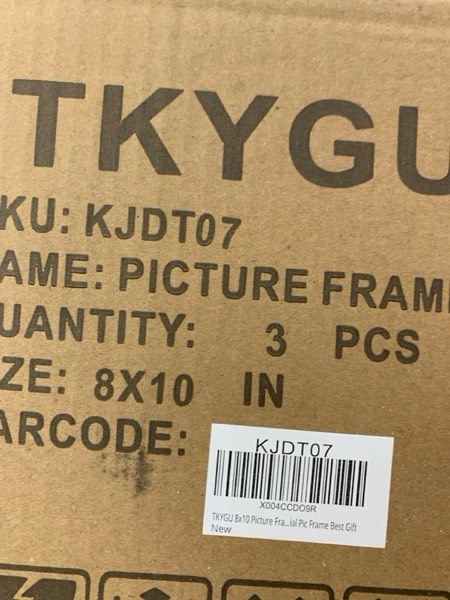 TKYGU
KU: KJDT07
AME: PICTURE FRAM
UANTITY: 3 PCS
ZE: 8X10 IN
ARCODE:
KJDT07
X004CCDO9R
TKYGU 8x10 Picture Fra...ial Pic Frame Best Gift
New